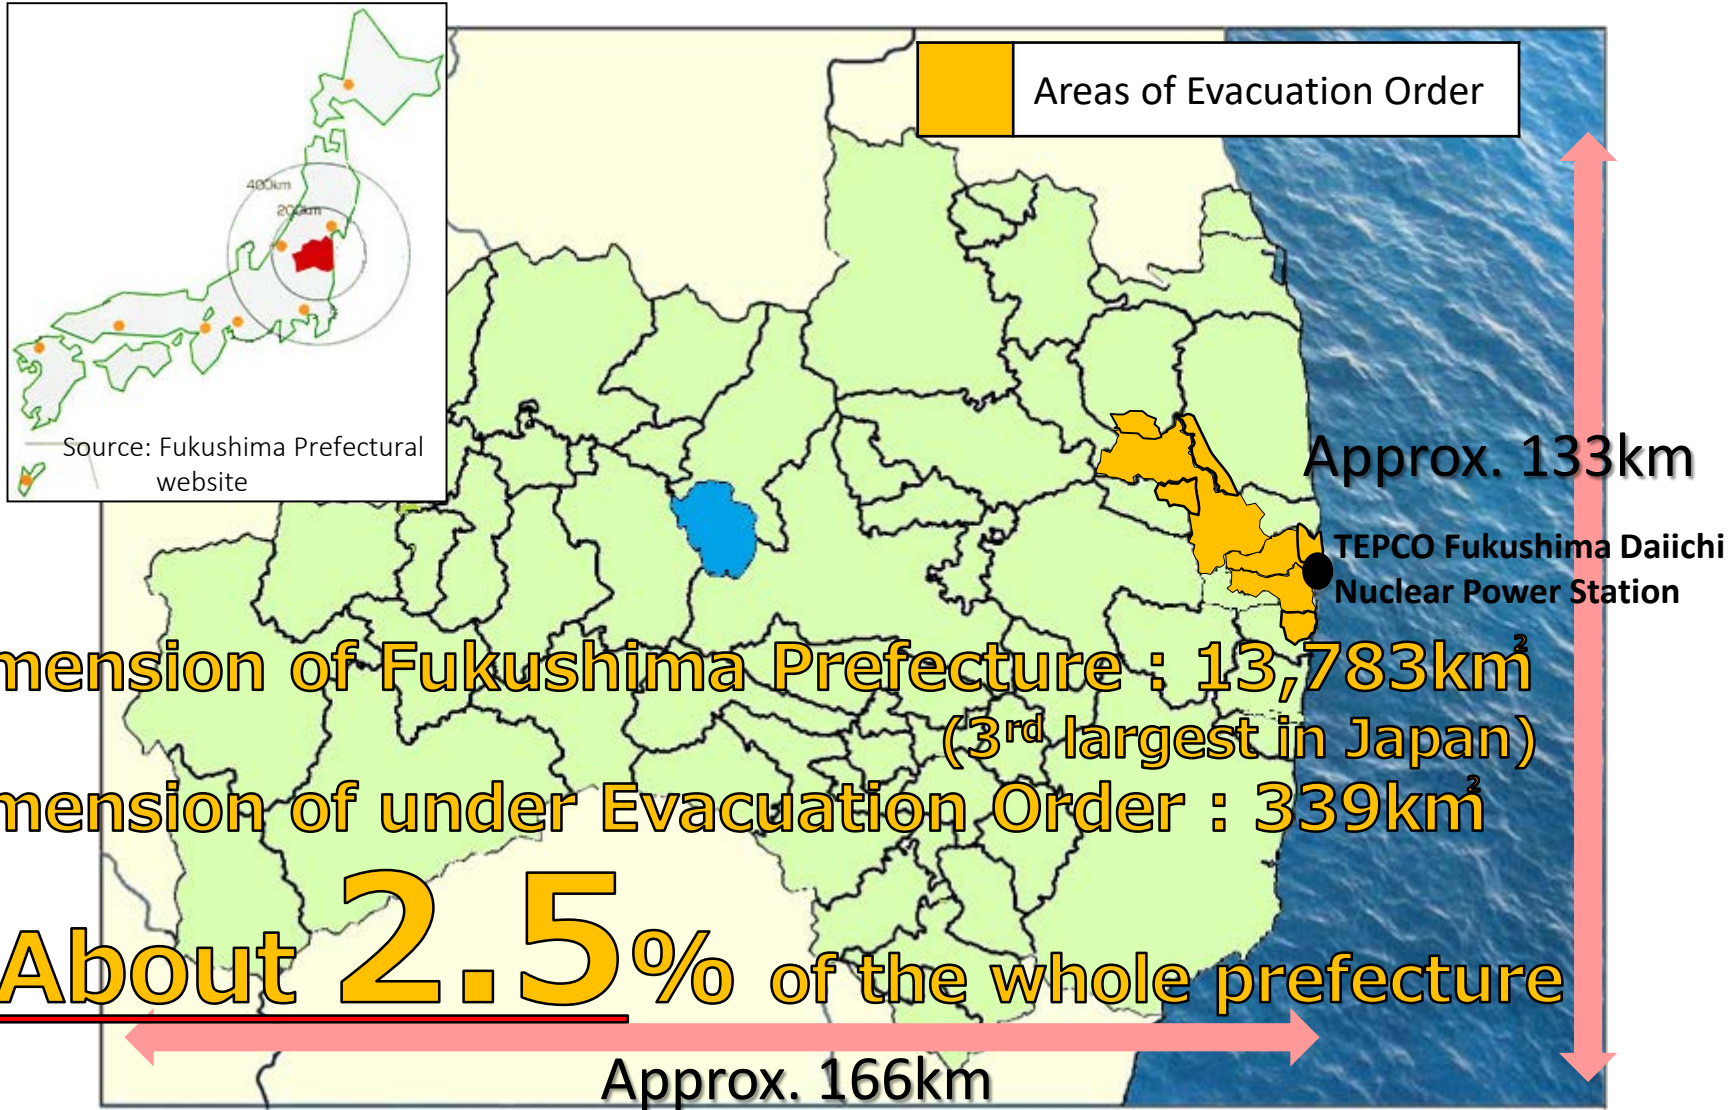 Areas of Evacuation Order
400km
200km
Source: Fukushima Prefectural
website
Approx. 133km
TEPCO Fukushima Daiichi
Nuclear Power Station
mension of Fukushima Prefecture : 13,783km²
(3rd largest in Japan)
mension of under Evacuation Order : 339km²
About 2.5% of the whole prefecture
Approx. 166km